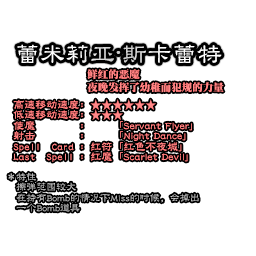 蕾米莉亚·斯卡蕾特
鲜红的恶魔
夜晚发挥了幼稚而犯规的力量
高速移动速度：★★★★★★
低速移动速度：★★★
使魔 ：「Servant Flyer」
射击 ：「Night Dance」
Spell Card：红符「红色不夜城」
Last Spell：红魔「Scarlet Devil」
*特性
擦弹范围较大
在持有Bomb的情况下Miss的时候，会掉出
一个Bomb道具